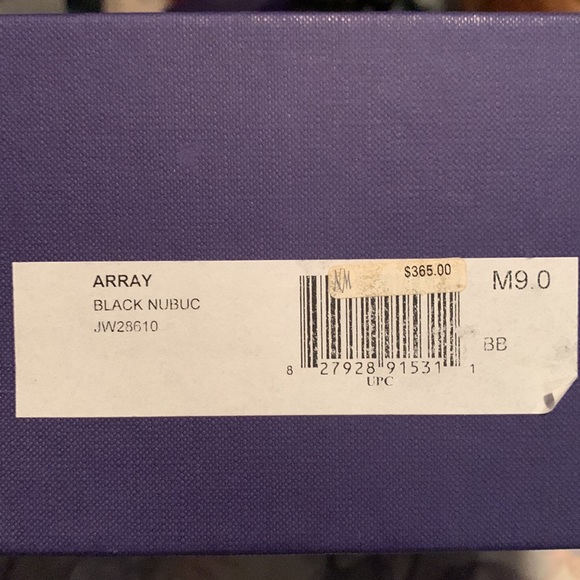 ARRAY
BLACK NUBUC
JW28610
NM $365.00
8 27928 91531 1
UPC
M9.0
BB